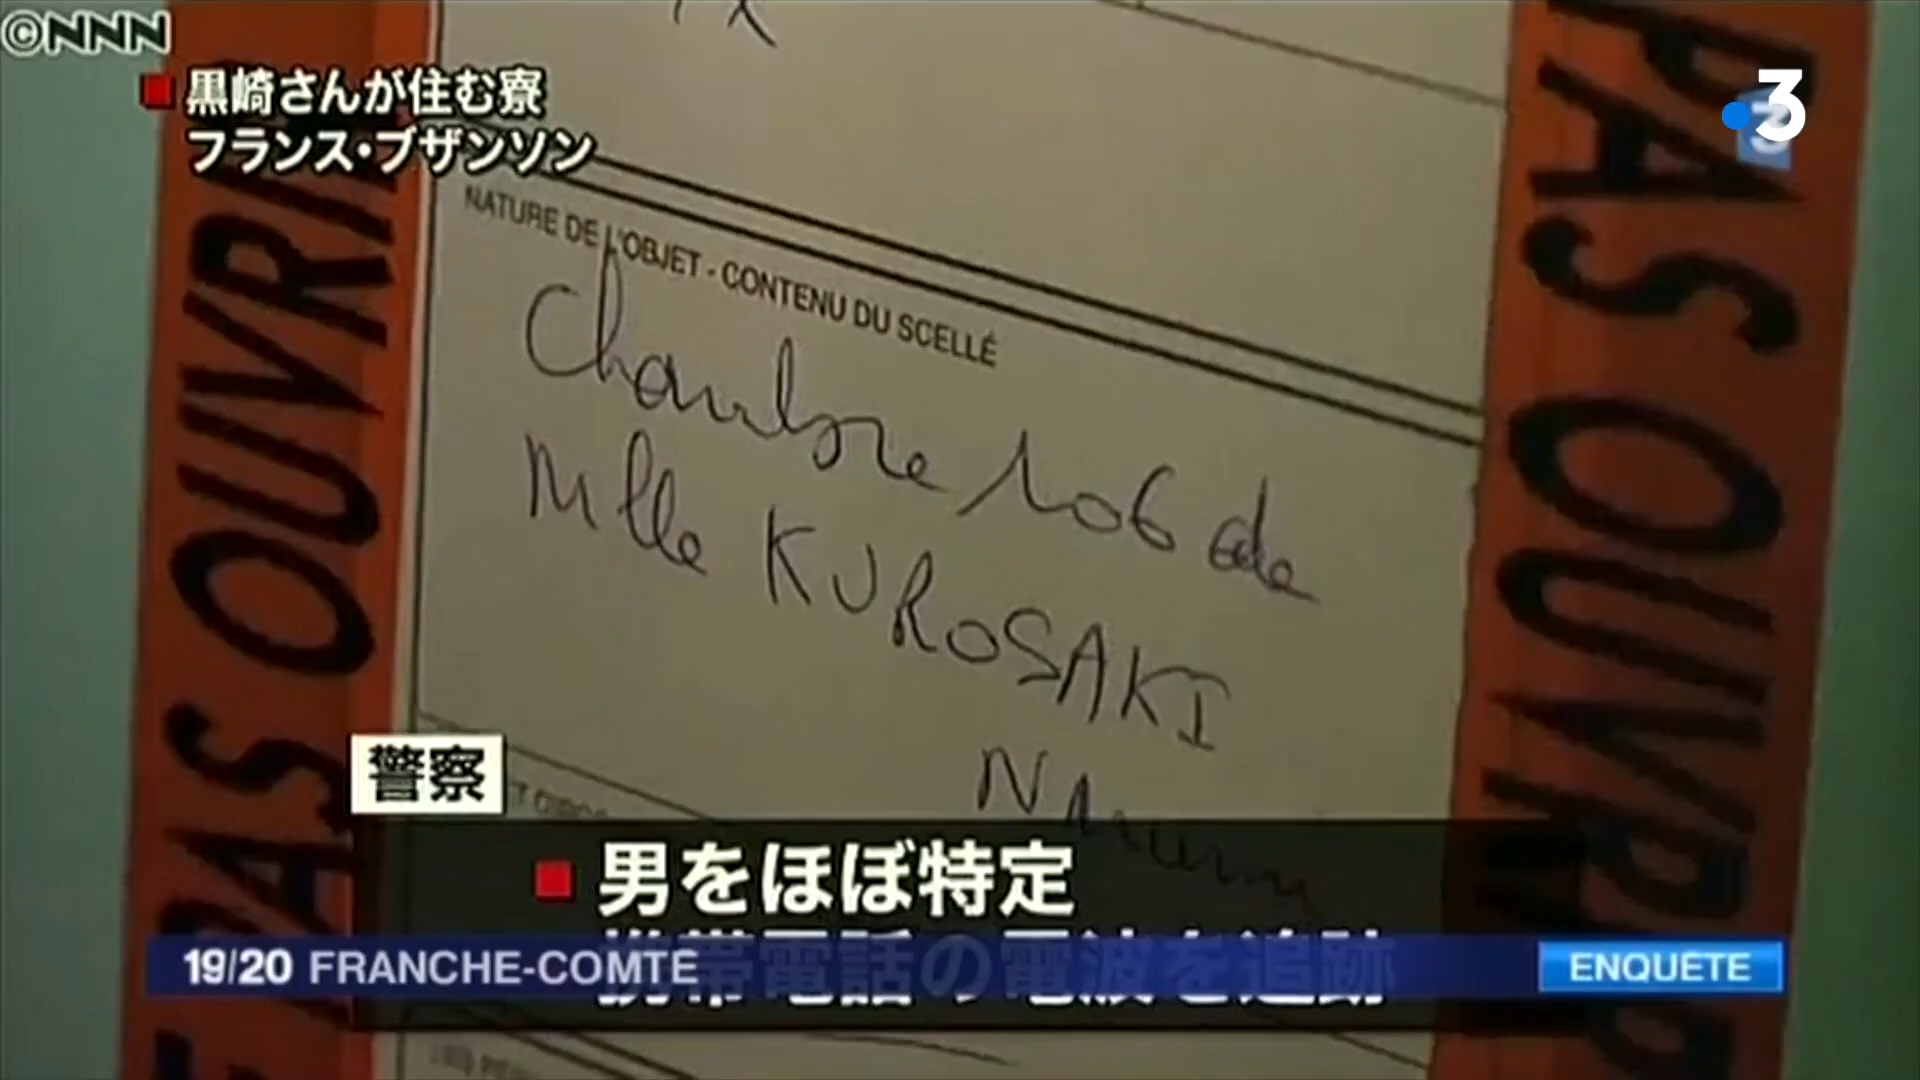 ©NNN
黒崎さんが住む寮
フランス・ブザンソン
3
NATURE DE L'OBJET - CONTENU DU SCELLÉ
Chambre 106 de
Mlle KUROSAKI
PAS OUVRIR
PAS OUVRIR
警察
男をほぼ特定
携帯電話の電波を追跡
19/20 FRANCHE-COMTÉ
ENQUÊTE